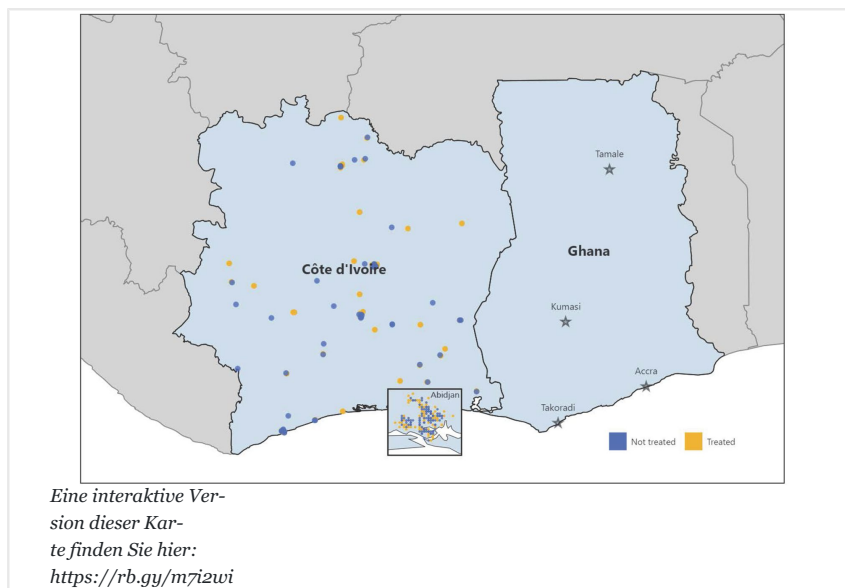 Tamale
Côte d'Ivoire
Ghana
Kumasi
Accra
Abidjan
Takoradi
Not treated
Treated
Eine interaktive Ver-
sion dieser Kar-
te finden Sie hier:
https://rb.gy/m7i2wi